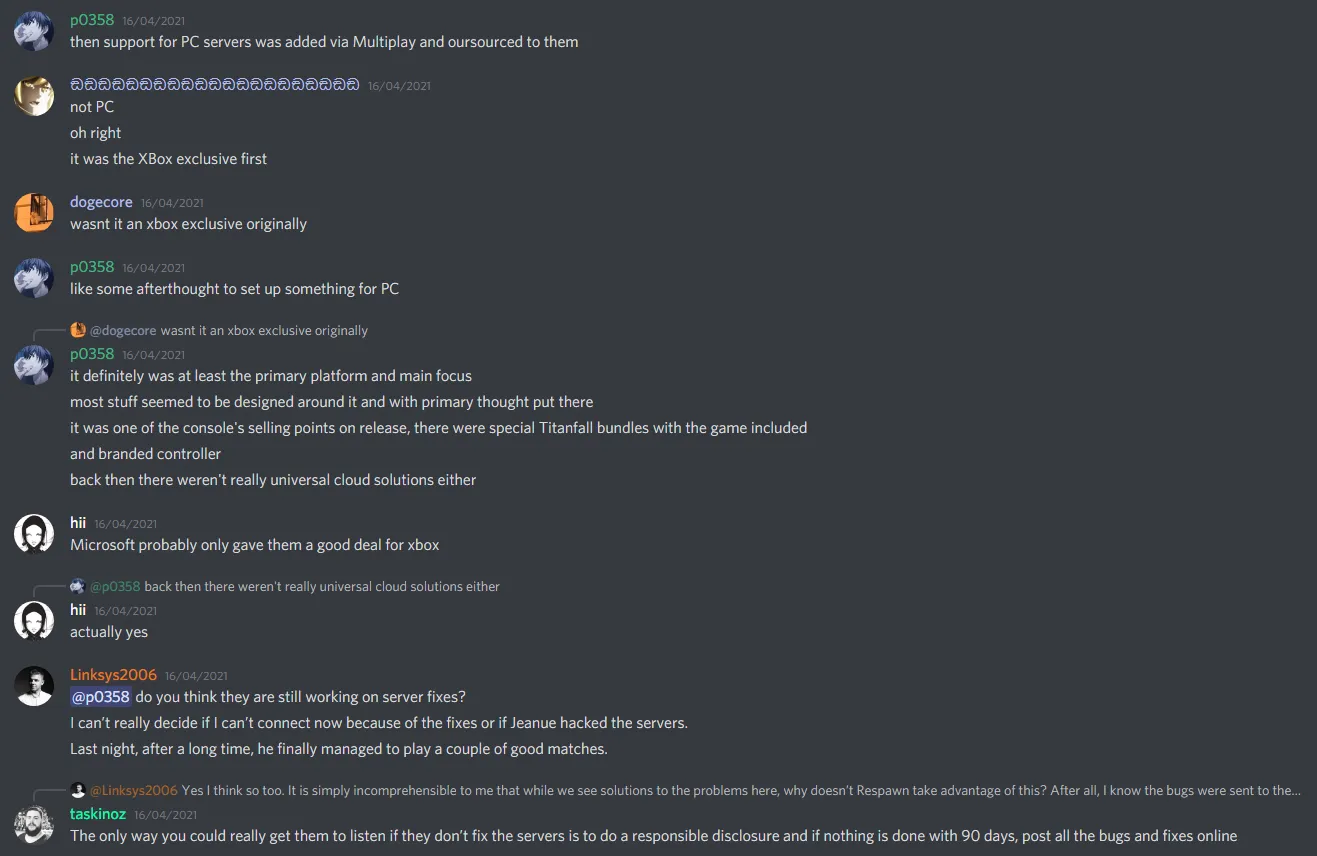 p0358 16/04/2021
then support for PC servers was added via Multiplay and oursourced to them
16/04/2021
not PC
oh right
it was the XBox exclusive first
dogecore 16/04/2021
wasnt it an xbox exclusive originally
p0358 16/04/2021
like some afterthought to set up something for PC
@dogecore wasnt it an xbox exclusive originally
p0358 16/04/2021
it definitely was at least the primary platform and main focus
most stuff seemed to be designed around it and with primary thought put there
it was one of the console's selling points on release, there were special Titanfall bundles with the game included
and branded controller
back then there weren't really universal cloud solutions either
hii 16/04/2021
Microsoft probably only gave them a good deal for xbox
@p0358 back then there weren't really universal cloud solutions either
hii 16/04/2021
actually yes
Linksys2006 16/04/2021
@p0358 do you think they are still working on server fixes?
I can’t really decide if I can’t connect now because of the fixes or if Jeanue hacked the servers.
Last night, after a long time, he finally managed to play a couple of good matches.
@Linksys2006 Yes I think so too. It is simply incomprehensible to me that while we see solutions to the problems here, why doesn’t Respawn take advantage of this? After all, I know the bugs were sent to the...
taskinoz 16/04/2021
The only way you could really get them to listen if they don’t fix the servers is to do a responsible disclosure and if nothing is done with 90 days, post all the bugs and fixes online